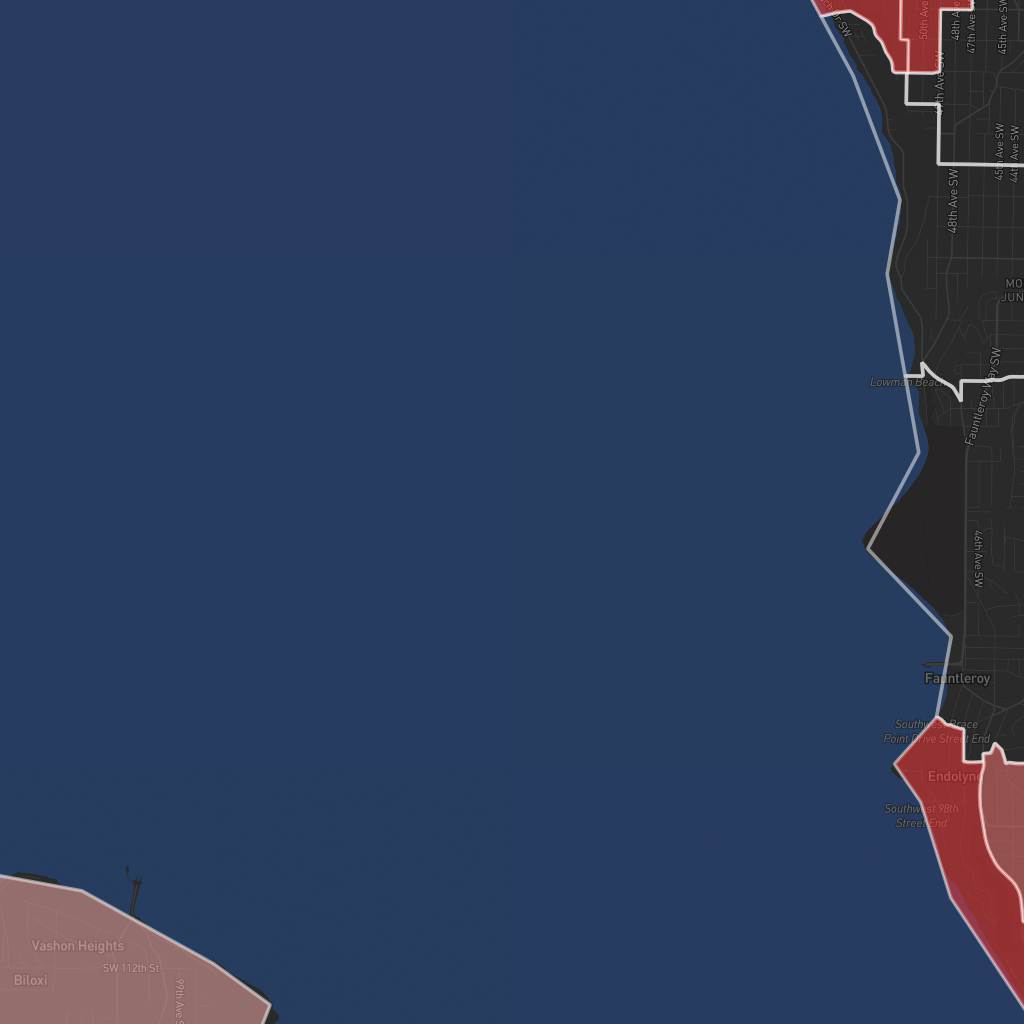 50th Ave SW
48th Ave
47th Ave SW
45th Ave SW
49th Ave SW
45th Ave SW
44th Ave SW
48th Ave SW
MO
JUN
Fauntleroy Way SW
Lowman Beach
46th Ave SW
Fauntleroy
Southwest Brace
Point Drive Street End
Endolyne
Southwest 98th
Street End
Vashon Heights
SW 112th St
Biloxi
99th Ave S